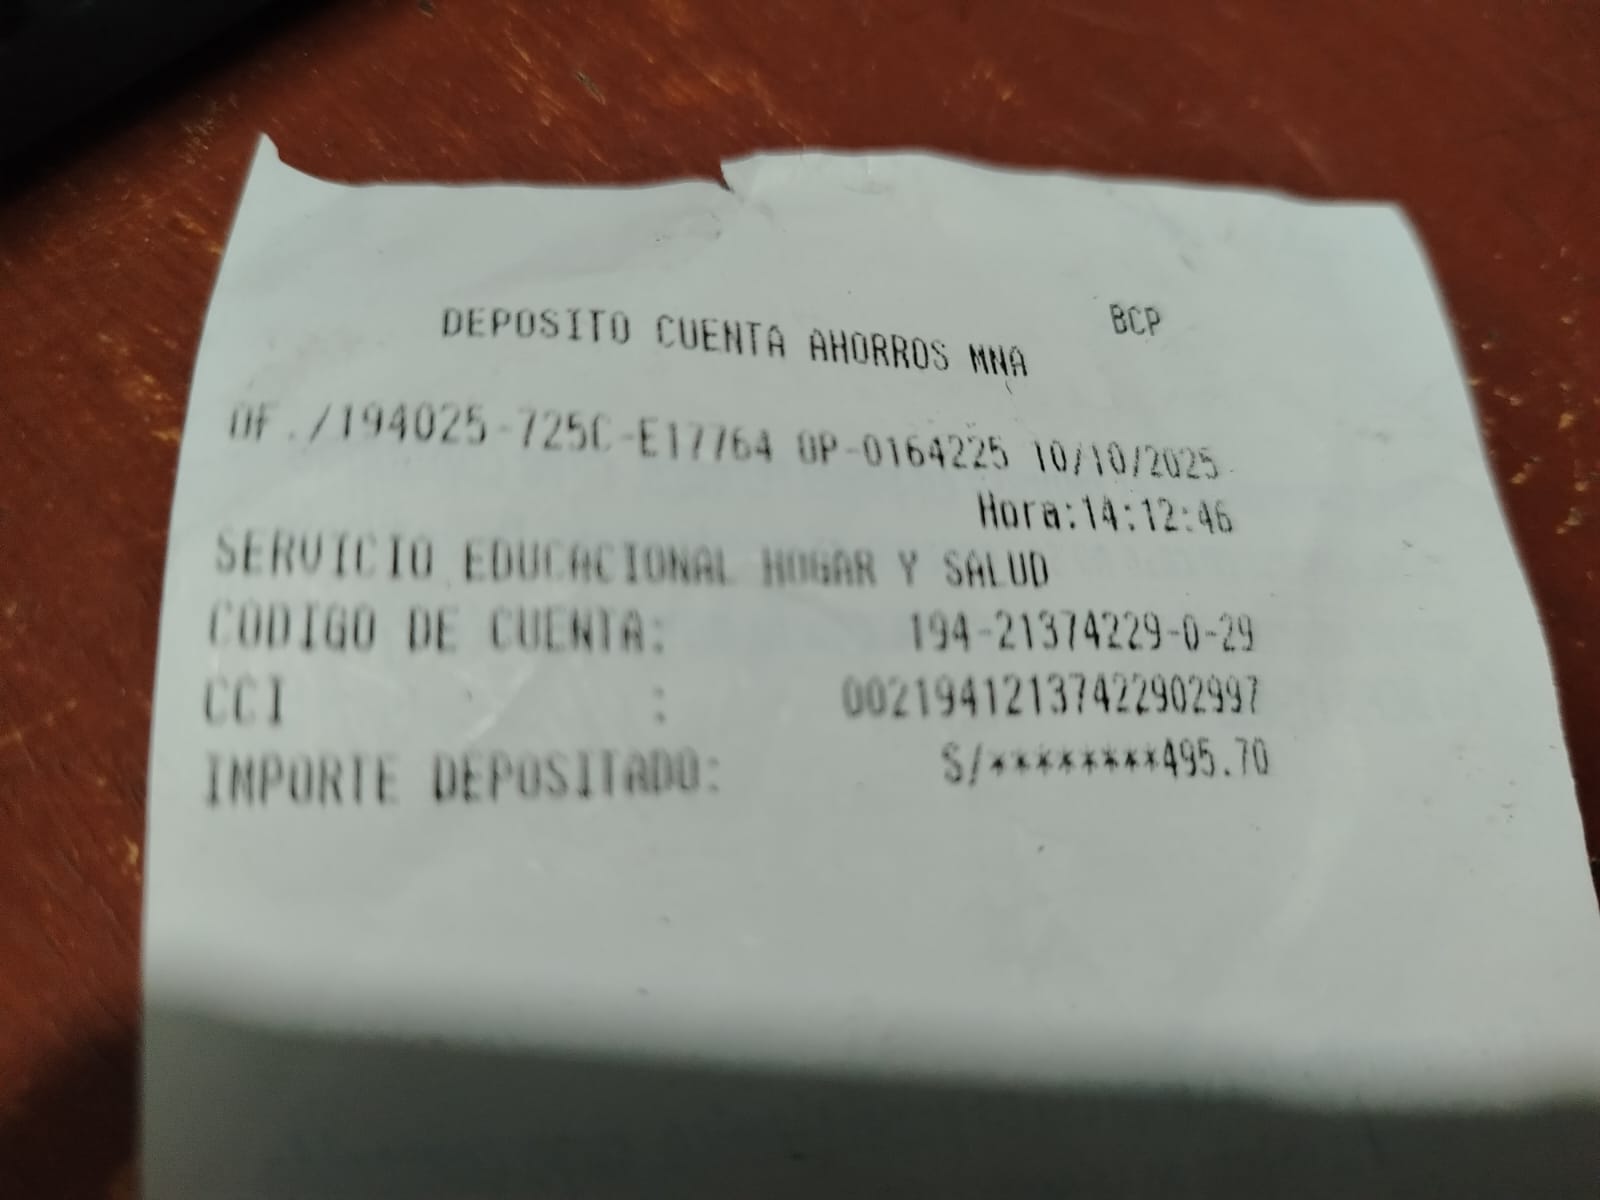 BCP
DEPOSITO CUENTA AHORROS MNA
OF./194025-725C-E17764 OP-0164225 10/10/2025
Hora:14:12:46
SERVICIO EDUCACIONAL HOGAR Y SALUD
CODIGO DE CUENTA: 194-21374229-0-29
CCI : 00219412137422902997
IMPORTE DEPOSITADO: S/********495.70